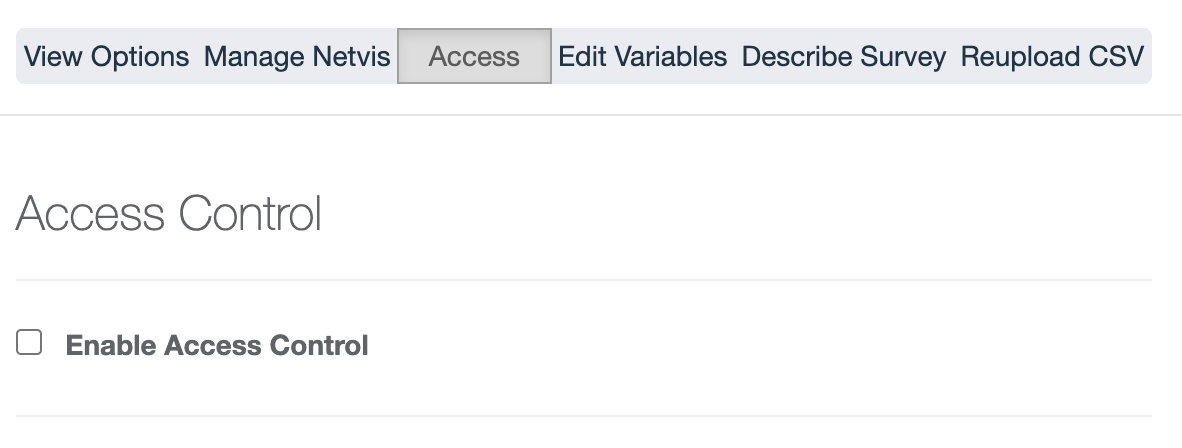 View Options Manage Netvis Access Edit Variables Describe Survey Reupload CSV
Access Control
Enable Access Control